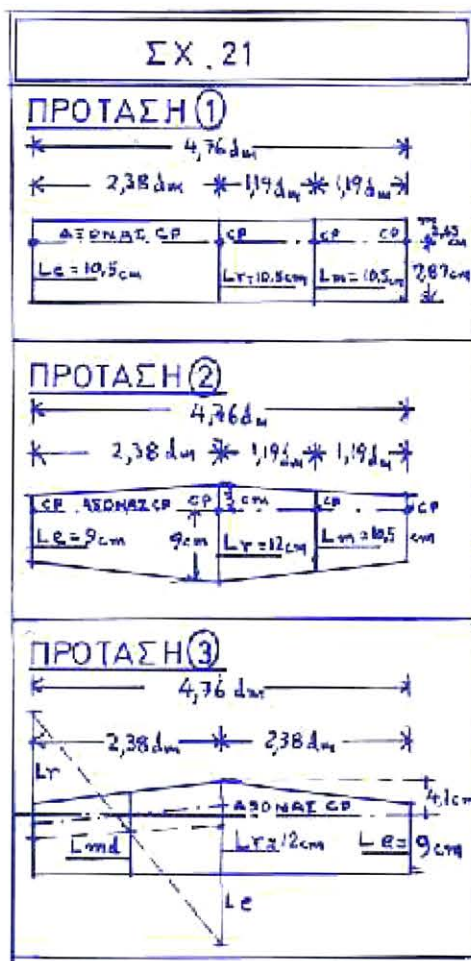 ΣΧ.21
ΠΡΟΤΑΣΗ 1
4,76 dm
2,38 dm 1,19 dm 1,19 dm
ΑΞΟΝΑΣ CP CP CP CP
Le = 10,5 cm Lr = 10,5 cm Lm = 10,5 cm 7,87 cm
ΠΡΟΤΑΣΗ 2
4,76 dm
2,38 dm 1,19 dm 1,19 dm
CP ΑΞΟΝΑΣ CP CP 3 cm CP CP
Le = 9 cm 9 cm Lr = 12 cm Lm = 10,5 cm
ΠΡΟΤΑΣΗ 3
4,76 dm
2,38 dm 2,38 dm
Lr
ΑΞΟΝΑΣ CP 4,1 cm
Lmd Lr = 12 cm Le = 9 cm
Le